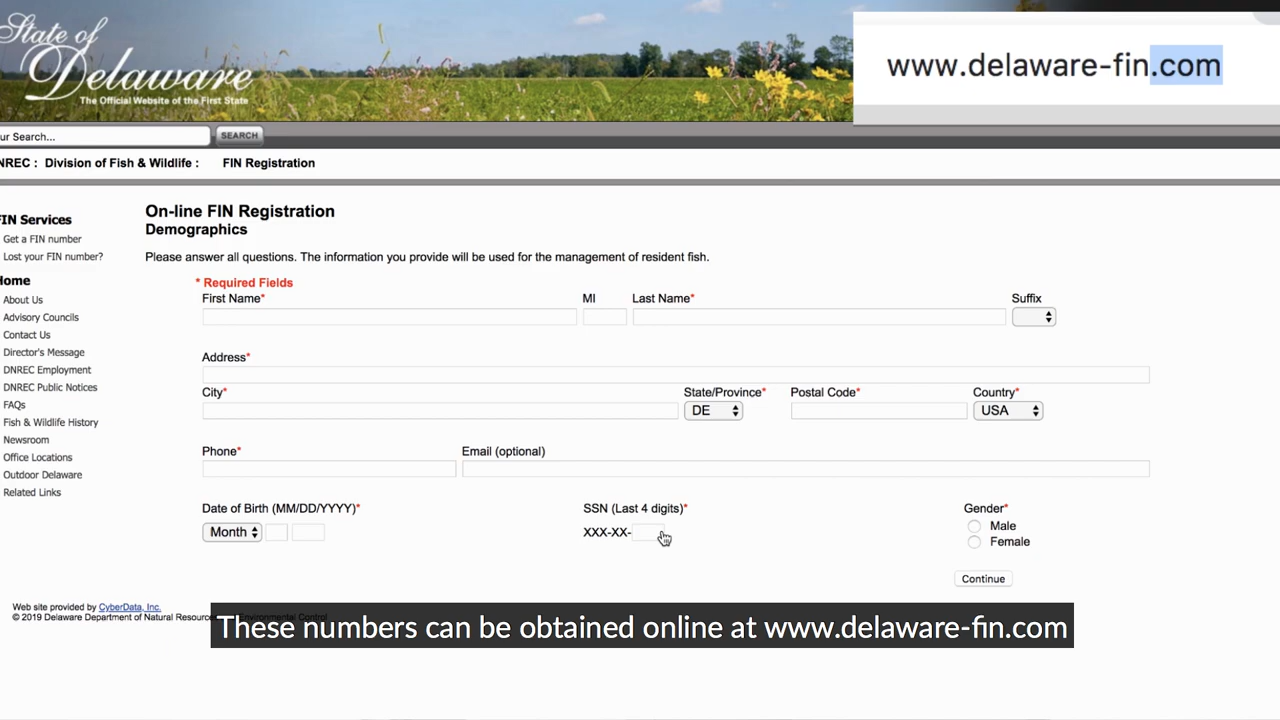 State of
Delaware
The Official Website of the First State
www.delaware-fin.com
ur Search...
SEARCH
NREC : Division of Fish & Wildlife : FIN Registration
FIN Services
Get a FIN number
Lost your FIN number?
Home
About Us
Advisory Councils
Contact Us
Director's Message
DNREC Employment
DNREC Public Notices
FAQs
Fish & Wildlife History
Newsroom
Office Locations
Outdoor Delaware
Related Links
On-line FIN Registration
Demographics
Please answer all questions. The information you provide will be used for the management of resident fish.
* Required Fields
First Name* MI Last Name* Suffix
Address*
City* State/Province* Postal Code* Country*
DE USA
Phone* Email (optional)
Date of Birth (MM/DD/YYYY)* SSN (Last 4 digits)* Gender*
Month XXX-XX- Male
Female
Continue
Web site provided by CyberData, Inc.
© 2019 Delaware Department of Natural Resources and Environmental Control
These numbers can be obtained online at www.delaware-fin.com